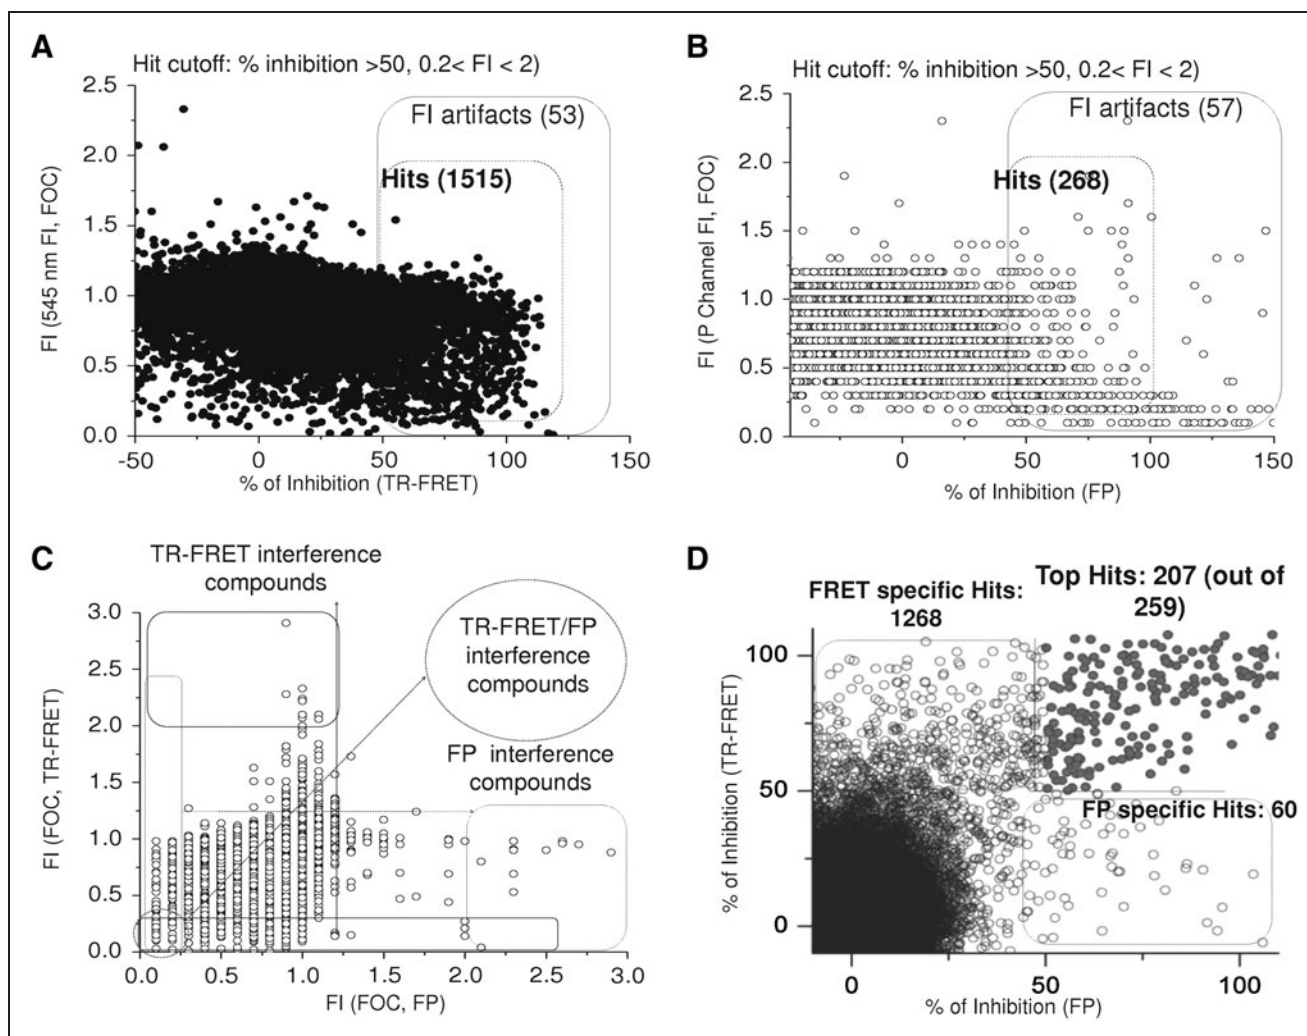 A
Hit cutoff: % inhibition >50, 0.2< FI < 2)
FI artifacts (53)
Hits (1515)
FI (545 nm FI, FOC)
2.5
2.0
1.5
1.0
0.5
0.0
-50
0
50
100
150
% of Inhibition (TR-FRET)
B
Hit cutoff: % inhibition >50, 0.2< FI < 2)
FI artifacts (57)
Hits (268)
FI (P Channel FI, FOC)
2.5
2.0
1.5
1.0
0.5
0.0
0
50
100
150
% of Inhibition (FP)
C
TR-FRET interference
compounds
TR-FRET/FP
interference
compounds
FP interference
compounds
FI (FOC, TR-FRET)
3.0
2.5
2.0
1.5
1.0
0.5
0.0
0.0
0.5
1.0
1.5
2.0
2.5
3.0
FI (FOC, FP)
D
FRET specific Hits:
1268
Top Hits: 207 (out of
259)
FP specific Hits: 60
% of Inhibition (TR-FRET)
100
50
0
0
50
100
% of Inhibition (FP)